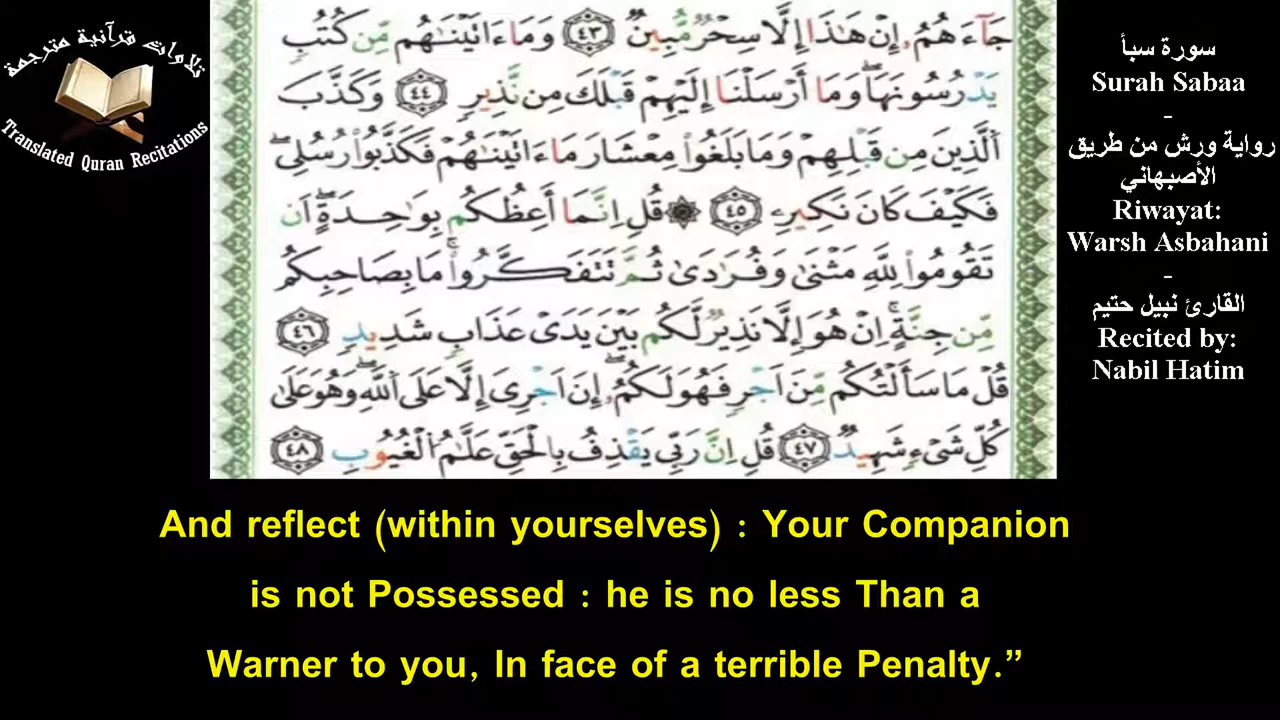 تلاوات قرآنية مترجمة
Translated Quran Recitations
جَآءَهُمُۥٓ إِنْ هَٰذَا إِلَّا سِحْرٌ مُّبِينٌ ٤٣ وَمَا ءَاتَيْنَٰهُم مِّن كُتُبٍ
يَدْرُسُونَهَا وَمَا أَرْسَلْنَا إِلَيْهِمْ قَبْلَكَ مِن نَّذِيرٍ ٤٤ وَكَذَّبَ
اَلَّذِينَ مِن قَبْلِهِمْ وَمَا بَلَغُواْ مِعْشَارَ مَا ءَاتَيْنَٰهُمْ فَكَذَّبُواْ رُسُلِي
فَكَيْفَ كَانَ نَكِيرِۦ ٤٥ ۞ قُلِ اِنَّمَا أَعِظُكُم بِوَٰحِدَةٍ اَن
تَقُومُواْ لِلَّهِ مَثْنَىٰ وَفُرَٰدَىٰ ثُمَّ تَتَفَكَّرُواْ مَا بِصَاحِبِكُم
مِّن جِنَّةٍ اِنْ هُوَ إِلَّا نَذِيرٌ لَّكُم بَيْنَ يَدَىْ عَذَابٍ شَدِيدٍ ٤٦
قُلْ مَا سَأَلْتُكُم مِّنَ اَجْرٍ فَهُوَ لَكُمُۥٓ إِنَ اَجْرِىَ إِلَّا عَلَى اَللَّهِ وَهُوَ عَلَىٰ
كُلِّ شَىْءٍ شَهِيدٌ ٤٧ قُلِ اِنَّ رَبِّى يَقْذِفُ بِالْحَقِّ عَلَّٰمُ اُلْغُيُوبِ ٤٨
سورة سبأ
Surah Sabaa
-
رواية ورش من طريق
الأصبهاني
Riwayat:
Warsh Asbahani
-
القارئ نبيل حتيم
Recited by:
Nabil Hatim
And reflect (within yourselves) : Your Companion
is not Possessed : he is no less Than a
Warner to you, In face of a terrible Penalty.”